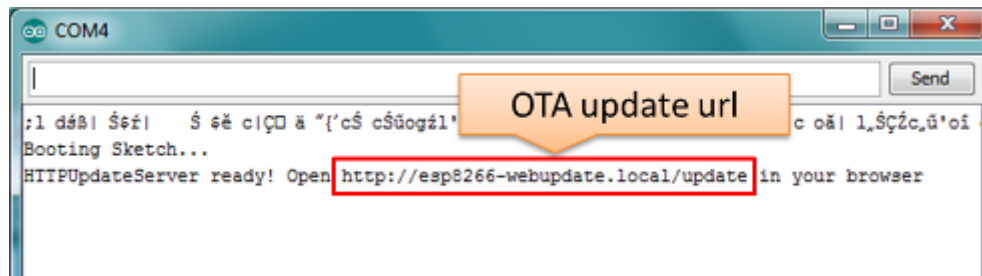 COM4
Send
OTA update url
Booting Sketch...
HTTPUpdateServer ready! Open http://esp8266-webupdate.local/update in your browser